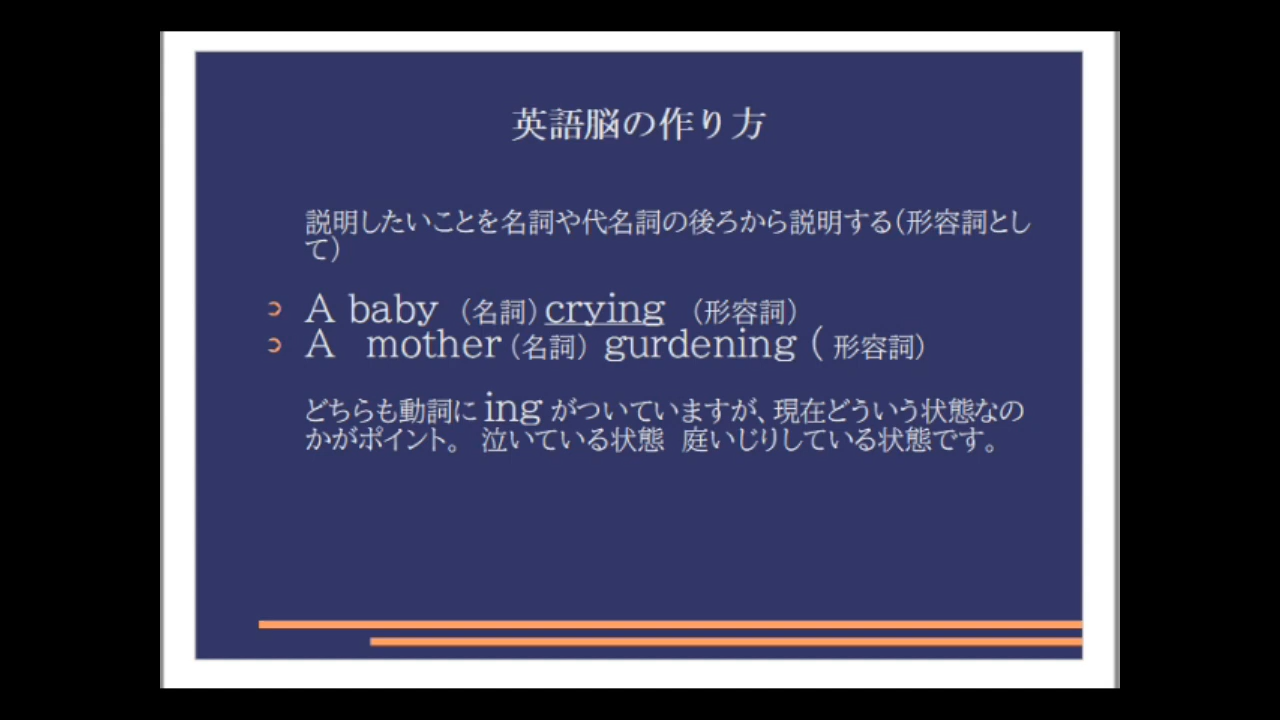 英語脳の作り方
説明したいことを名詞や代名詞の後ろから説明する（形容詞とし
て）
A baby （名詞）crying （形容詞）
A mother（名詞） gurdening ( 形容詞）
どちらも動詞に ing がついていますが、現在どういう状態なの
かがポイント。 泣いている状態 庭いじりしている状態です。